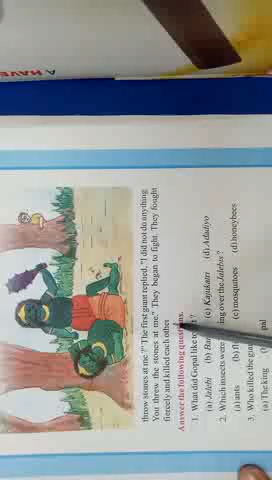 A HAVE
throw stones at me ?" The first giant replied, "I did not do anything.
You threw the stones at me." They began to fight. They fought
fiercely and killed each other.
Answer the following questions.
1. What did Gopal like to ?
(a) Jalebi (b) (c) Kajukatri (d) Adadiyo
2. Which insects were over the Jalebis ?
(a) ants (b) (c) mosquitoes (d) honeybees
3. Who killed the
(a) The king